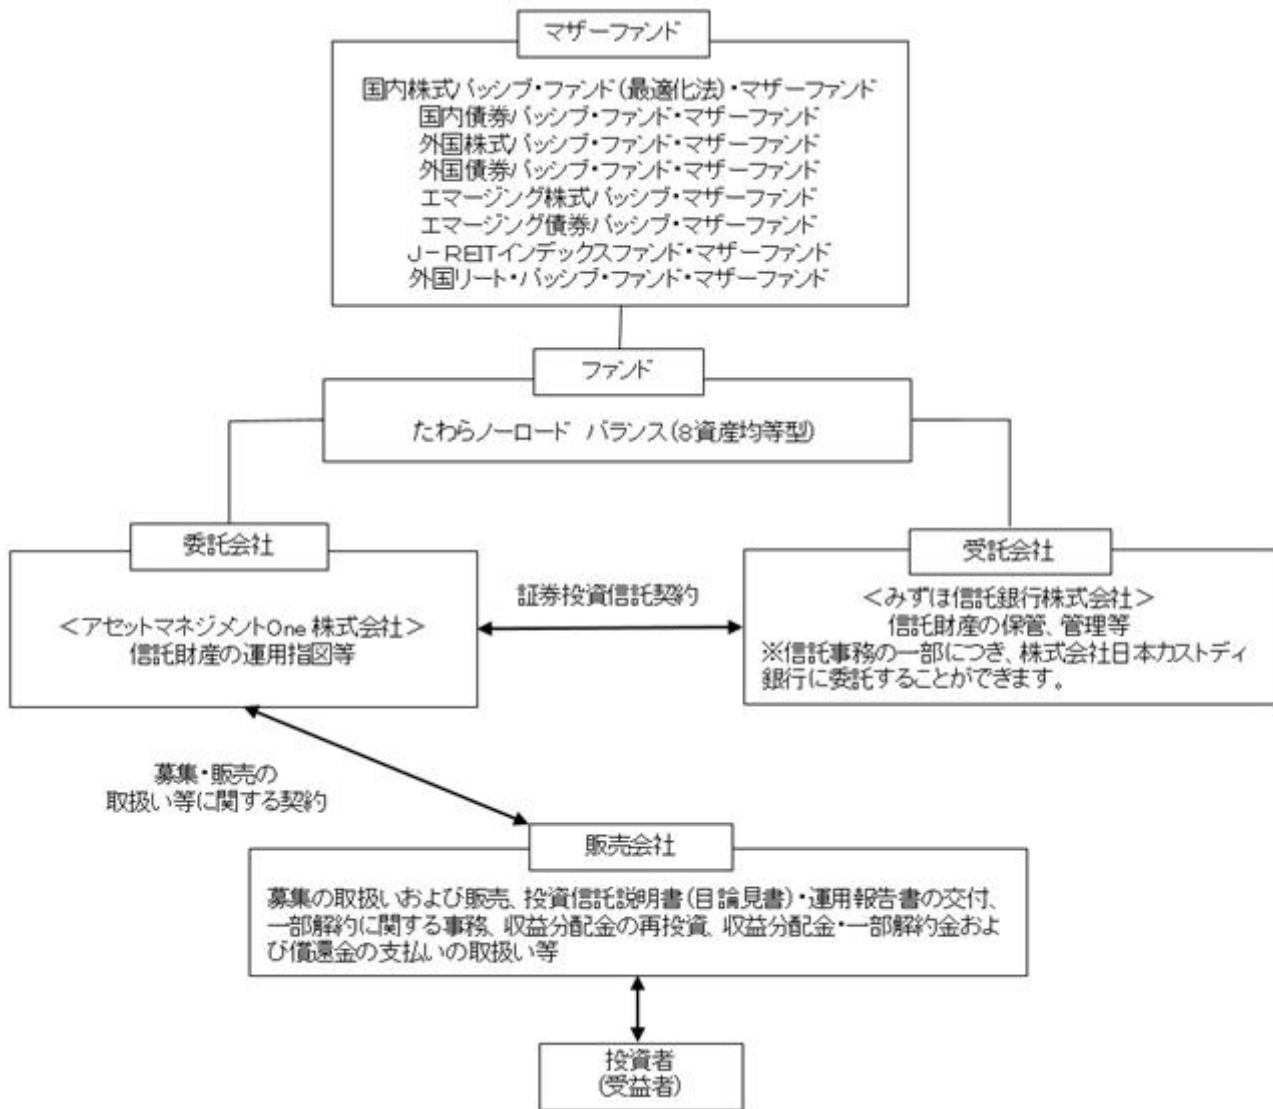 マザーファンド
国内株式パッシブ・ファンド(最適化法)・マザーファンド
国内債券パッシブ・ファンド・マザーファンド
外国株式パッシブ・ファンド・マザーファンド
外国債券パッシブ・ファンド・マザーファンド
エマージング株式パッシブ・マザーファンド
エマージング債券パッシブ・マザーファンド
J-REITインデックスファンド・マザーファンド
外国リート・パッシブ・ファンド・マザーファンド
ファンド
たわらノーロード バランス(8資産均等型)
委託会社
<アセットマネジメントOne 株式会社>
信託財産の運用指図等
証券投資信託契約
受託会社
<みずほ信託銀行株式会社>
信託財産の保管、管理等
※信託事務の一部につき、株式会社日本カストディ
銀行に委託することができます。
募集・販売の
取扱い等に関する契約
販売会社
募集の取扱いおよび販売、投資信託説明書(目論見書)・運用報告書の交付、
一部解約に関する事務、収益分配金の再投資、収益分配金・一部解約金およ
び償還金の支払いの取扱い等
投資者
(受益者)